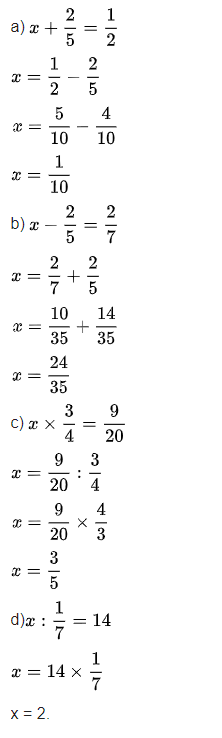 a) x + 2/5 = 1/2
x = 1/2 − 2/5
x = 5/10 − 4/10
x = 1/10
b) x − 2/5 = 2/7
x = 2/7 + 2/5
x = 10/35 + 14/35
x = 24/35
c) x × 3/4 = 9/20
x = 9/20 : 3/4
x = 9/20 × 4/3
x = 3/5
d)x : 1/7 = 14
x = 14 × 1/7
x = 2.